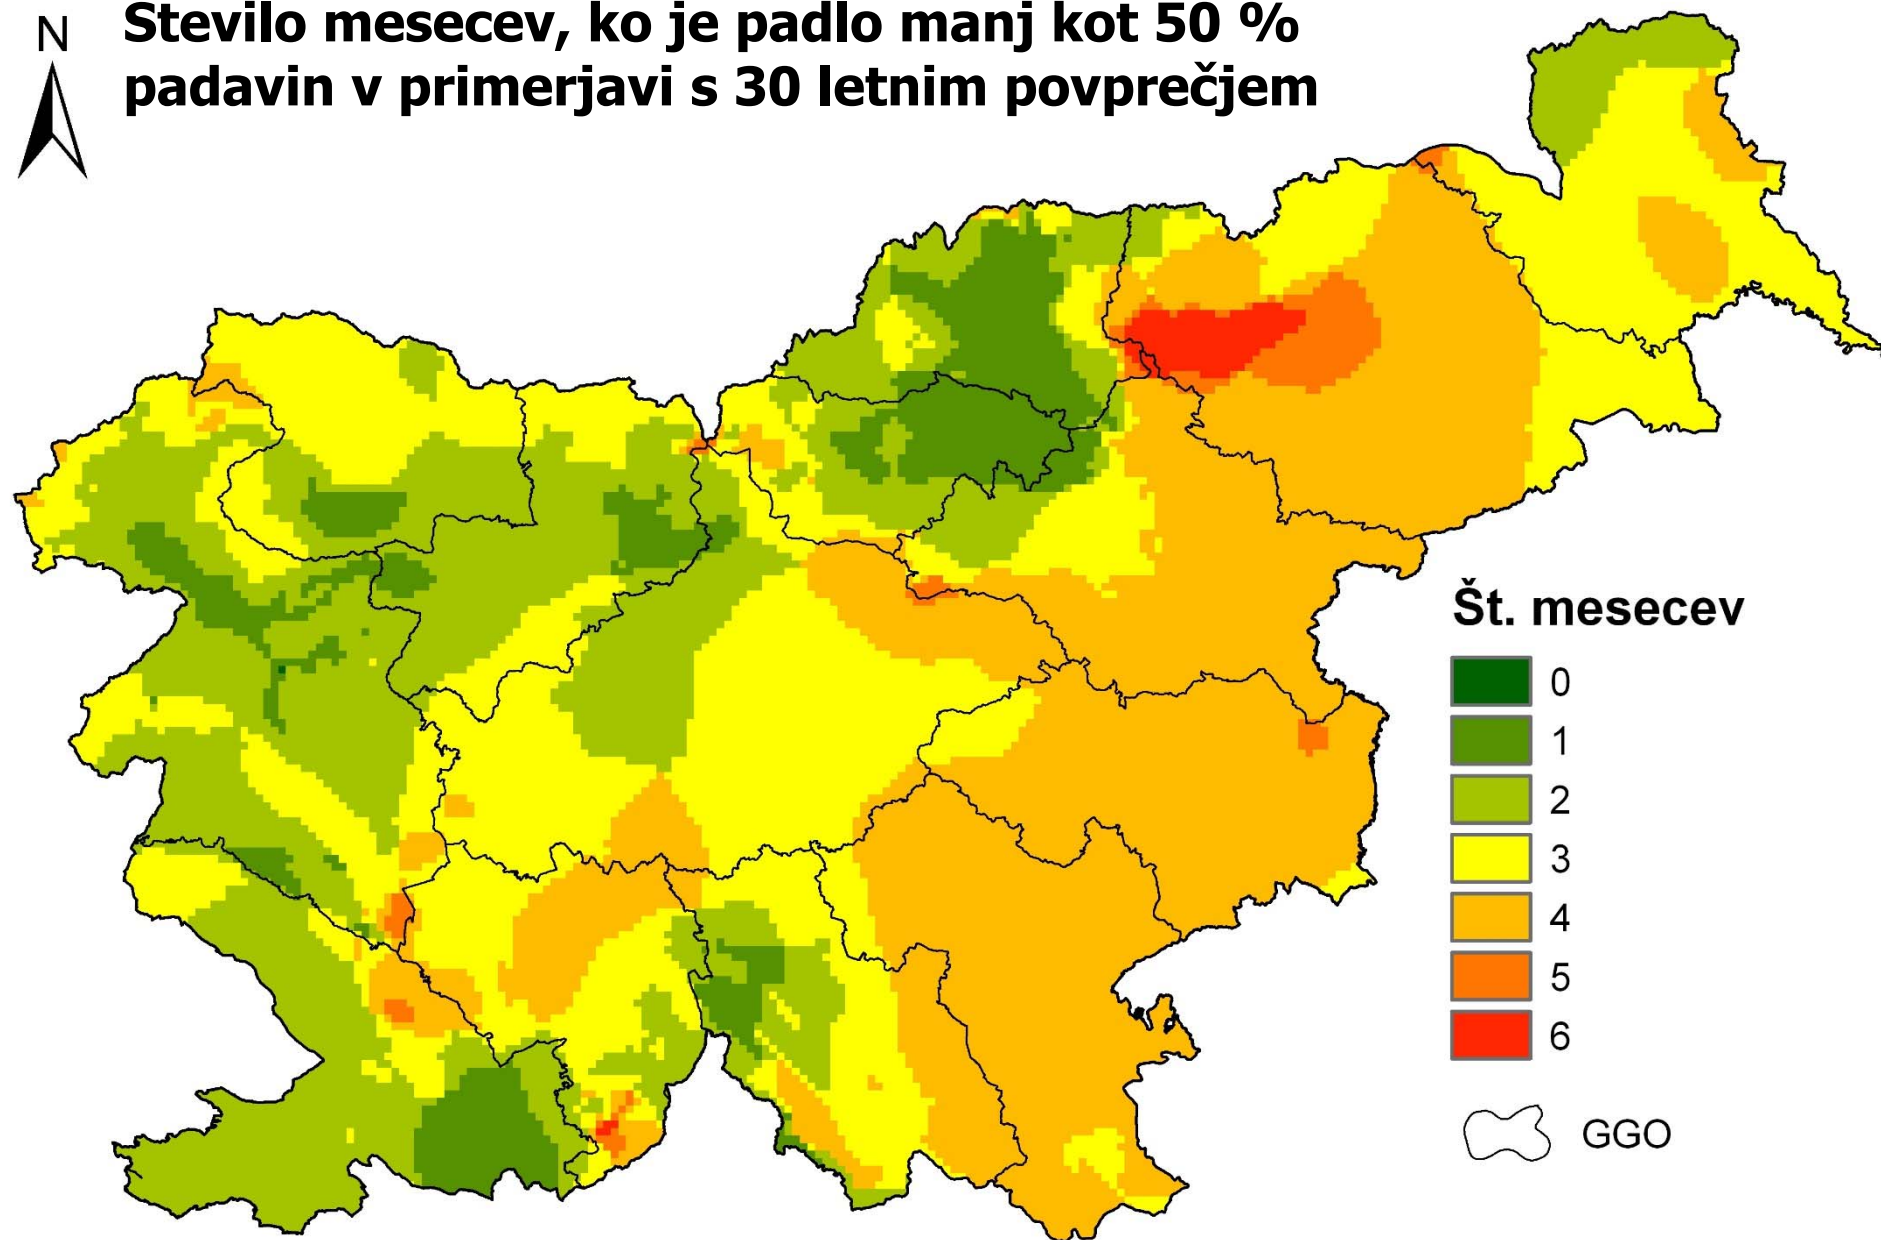 N
Število mesecev, ko je padlo manj kot 50 %
padavin v primerjavi s 30 letnim povprečjem
Št. mesecev
0
1
2
3
4
5
6
GGO